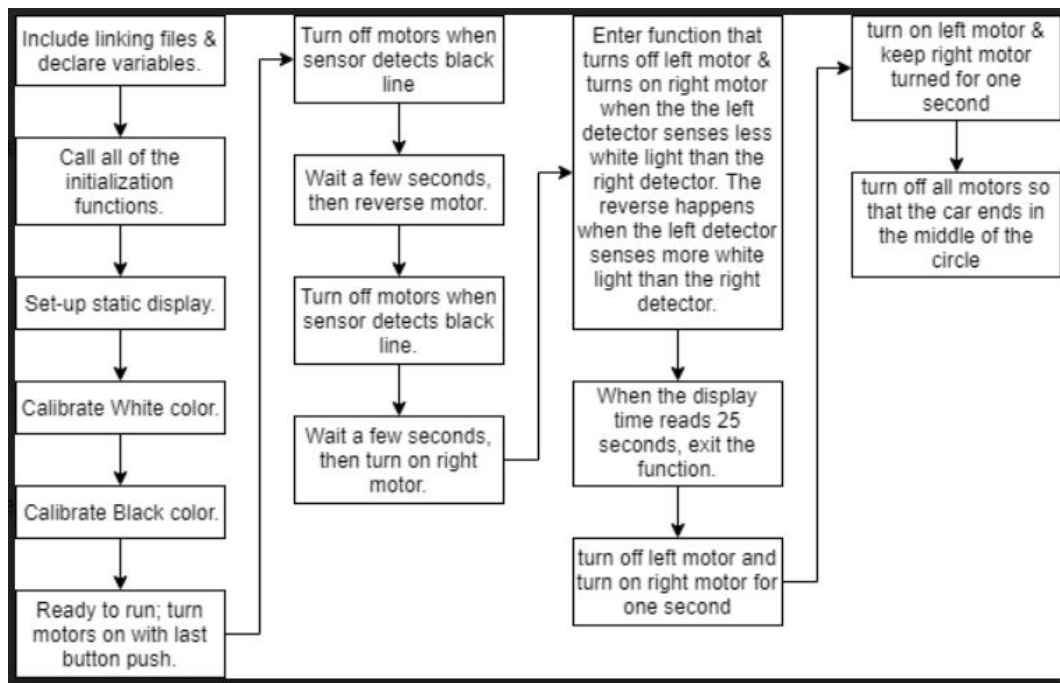 Include linking files &
declare variables.
Call all of the
initialization
functions.
Set-up static display.
Calibrate White color.
Calibrate Black color.
Ready to run; turn
motors on with last
button push.
Turn off motors when
sensor detects black
line
Wait a few seconds,
then reverse motor.
Turn off motors when
sensor detects black
line.
Wait a few seconds,
then turn on right
motor.
Enter function that
turns off left motor &
turns on right motor
when the the left
detector senses less
white light than the
right detector. The
reverse happens
when the left detector
senses more white
light than the right
detector.
When the display
time reads 25
seconds, exit the
function.
turn off left motor and
turn on right motor for
one second
turn on left motor &
keep right motor
turned for one
second
turn off all motors so
that the car ends in
the middle of the
circle